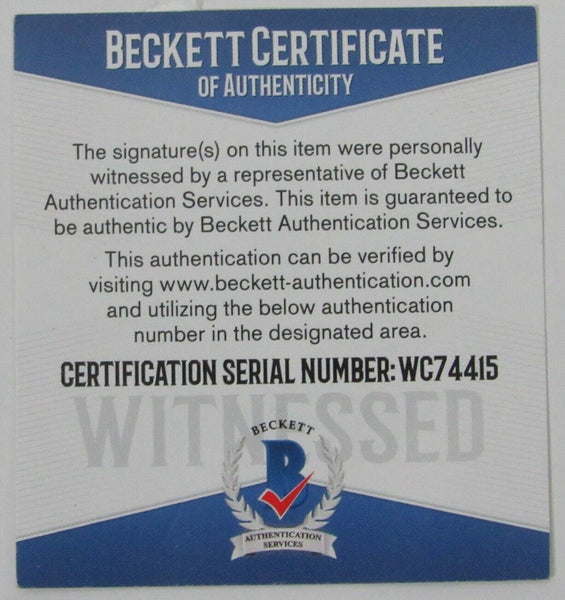 BECKETT CERTIFICATE
OF AUTHENTICITY
The signature(s) on this item were personally
witnessed by a representative of Beckett
Authentication Services. This item is guaranteed to
be authentic by Beckett Authentication Services.
This authentication can be verified by
visiting www.beckett-authentication.com
and utilizing the below authentication
number in the designated area.
CERTIFICATION SERIAL NUMBER: WC74415
WITNESSED
BECKETT
B
AUTHENTICATION
SERVICES